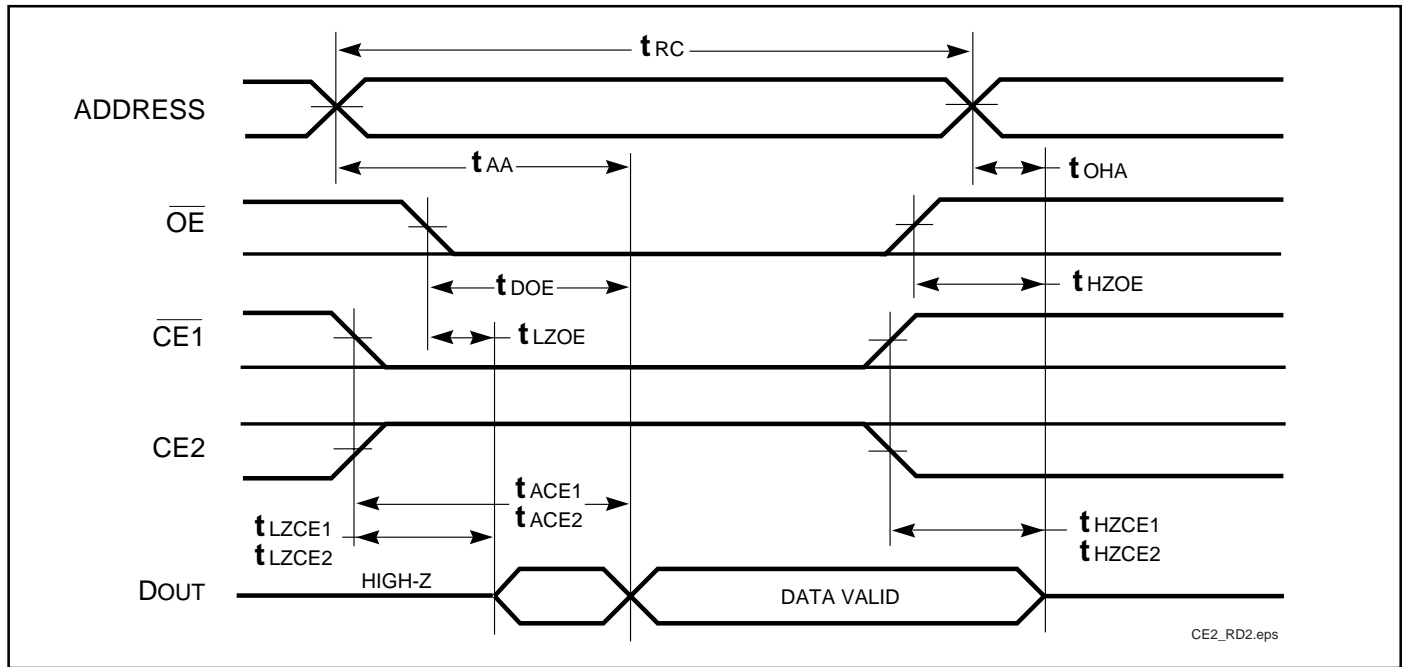 tRC
ADDRESS
tAA
tOHA
OE
tDOE
tHZOE
CE1
tLZOE
CE2
tACE1
tACE2
tLZCE1
tLZCE2
tHZCE1
tHZCE2
HIGH-Z
DOUT
DATA VALID
CE2_RD2.eps